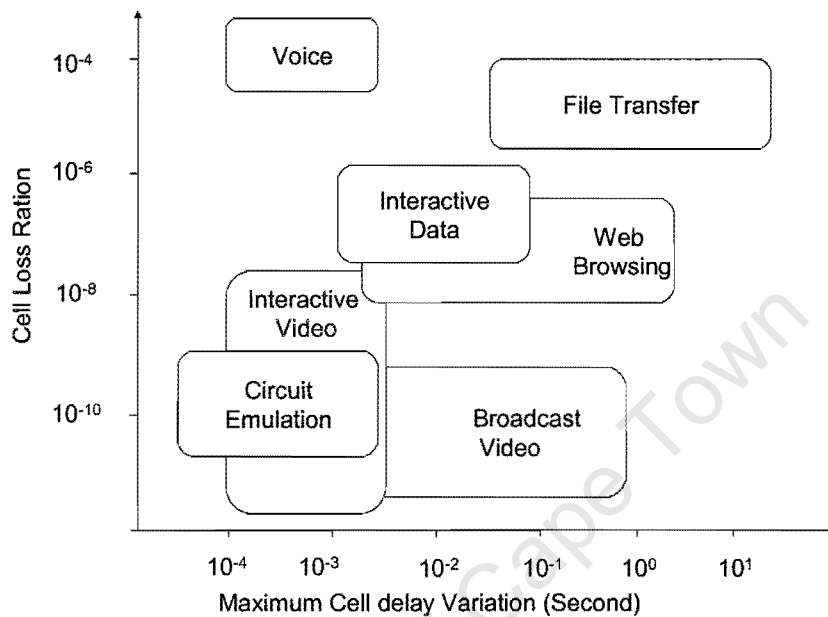 Voice
File Transfer
Interactive
Data
Web
Browsing
Interactive
Video
Circuit
Emulation
Broadcast
Video
Cell Loss Ration
10⁻⁴
10⁻⁶
10⁻⁸
10⁻¹⁰
10⁻⁴
10⁻³
10⁻²
10⁻¹
10⁰
10¹
Maximum Cell delay Variation (Second)
Cape Town